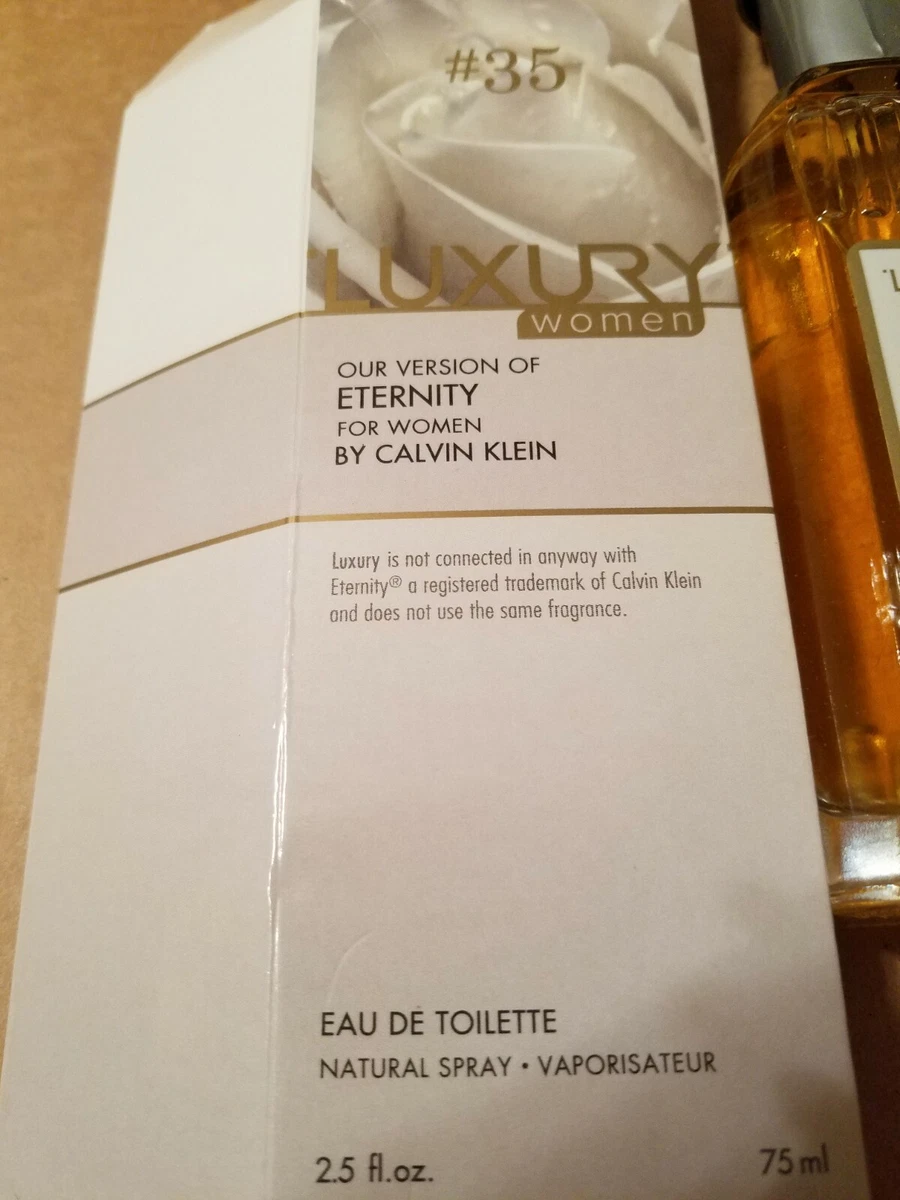 #35
LUXURY
women
OUR VERSION OF
ETERNITY
FOR WOMEN
BY CALVIN KLEIN
Luxury is not connected in anyway with
Eternity® a registered trademark of Calvin Klein
and does not use the same fragrance.
EAU DE TOILETTE
NATURAL SPRAY • VAPORISATEUR
2.5 fl.oz.
75 ml